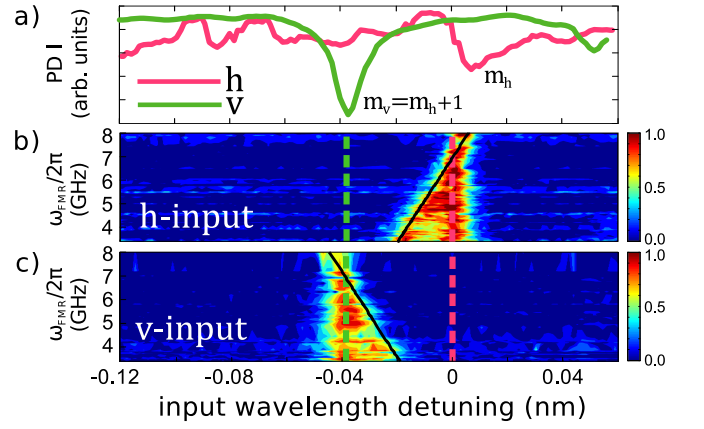 a)
PD I
(arb. units)
h
v
m_v=m_h+1
m_h
b)
8
7
6
5
4
ω_FMR/2π
(GHz)
h-input
1.0
0.5
0.0
c)
8
7
6
5
4
ω_FMR/2π
(GHz)
v-input
1.0
0.5
0.0
-0.12 -0.08 -0.04 0 0.04
input wavelength detuning (nm)